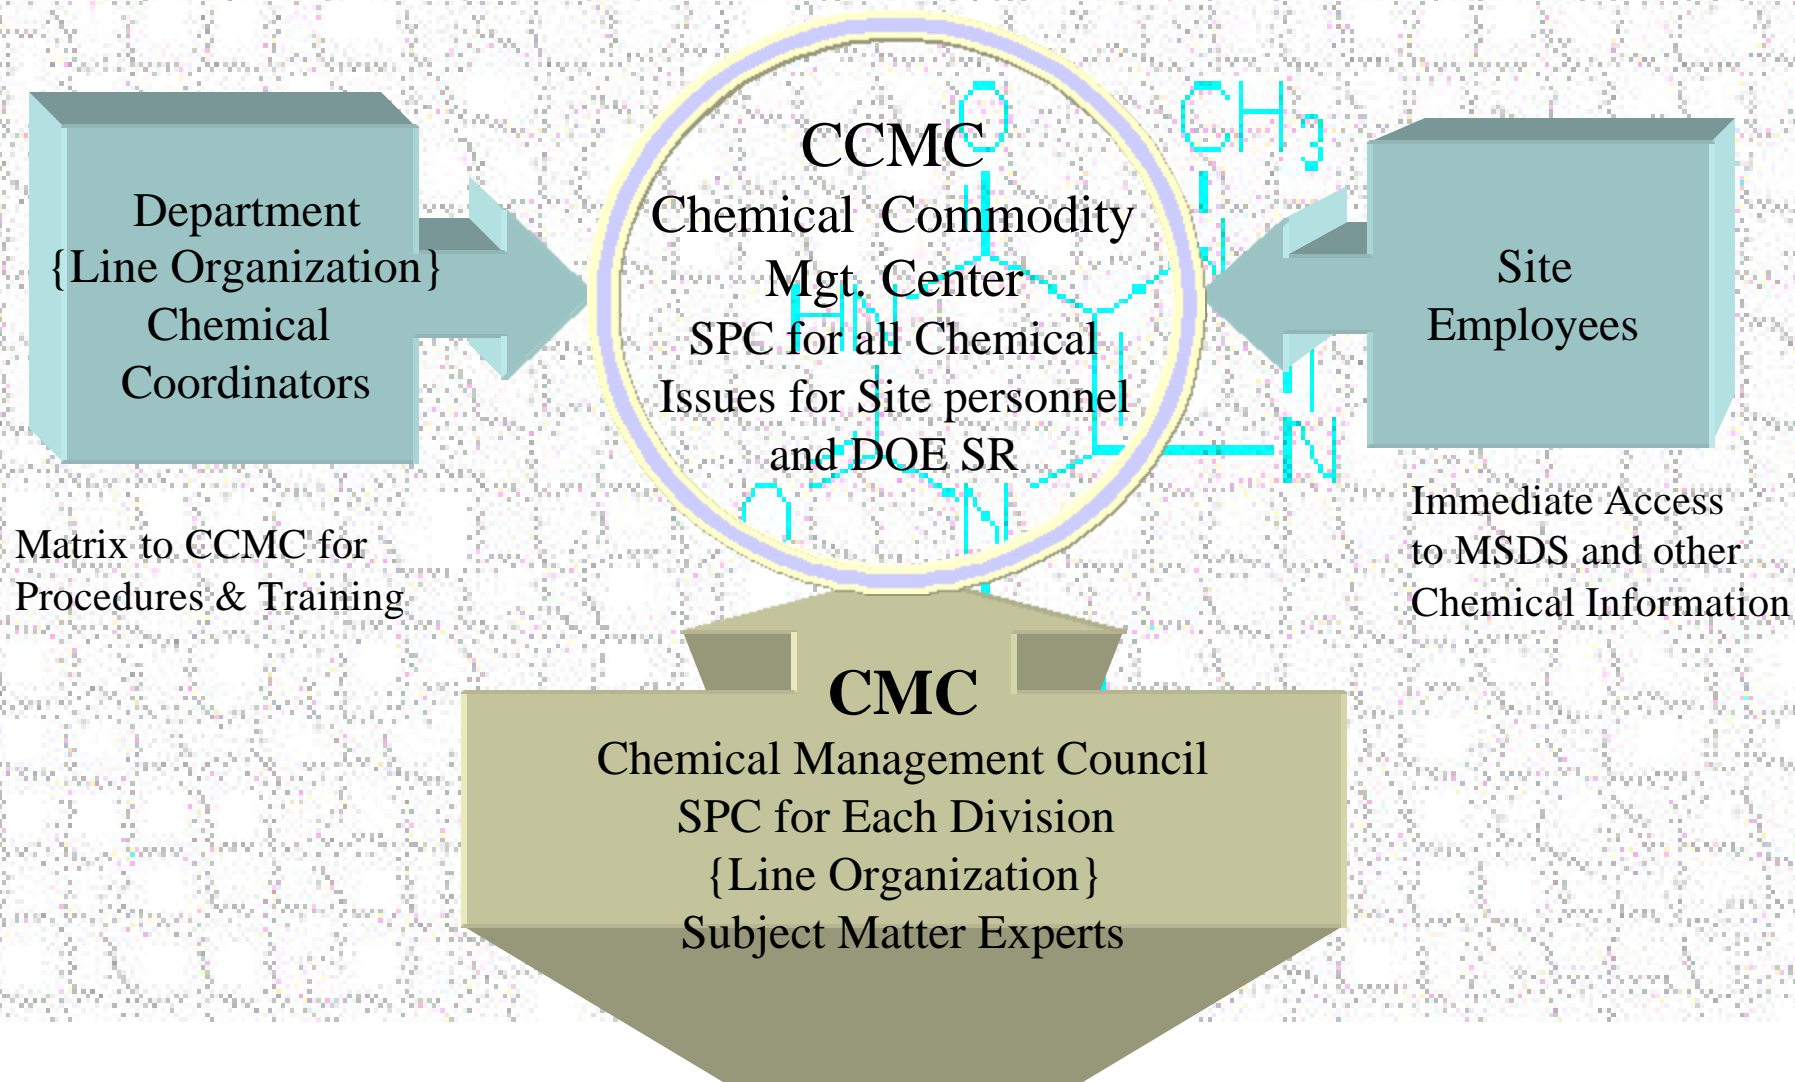 Department
{Line Organization}
Chemical
Coordinators
Matrix to CCMC for
Procedures & Training
CCMC
Chemical Commodity
Mgt. Center
SPC for all Chemical
Issues for Site personnel
and DOE SR
O
CH3
HN
N
O
N
N
Site
Employees
Immediate Access
to MSDS and other
Chemical Information
CMC
Chemical Management Council
SPC for Each Division
{Line Organization}
Subject Matter Experts